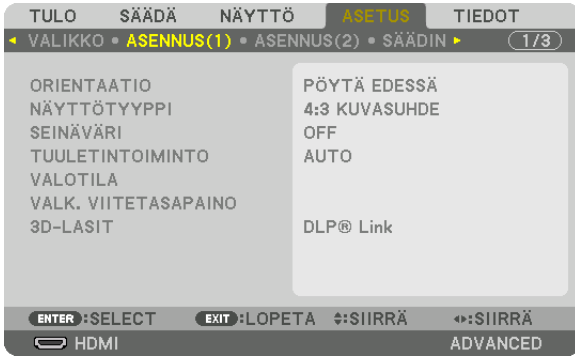 TULO SÄÄDÄ NÄYTTÖ ASETUS TIEDOT
◄ VALIKKO • ASENNUS(1) • ASENNUS(2) • SÄÄDIN ► 1/3
ORIENTAATIO PÖYTÄ EDESSÄ
NÄYTTÖTYYPPI 4:3 KUVASUHDE
SEINÄVÄRI OFF
TUULETINTOIMINTO AUTO
VALOTILA
VALK. VIITETASAPAINO
3D-LASIT DLP® Link
ENTER :SELECT EXIT :LOPETA ♦:SIIRRÄ ◂▸:SIIRRÄ
HDMI ADVANCED